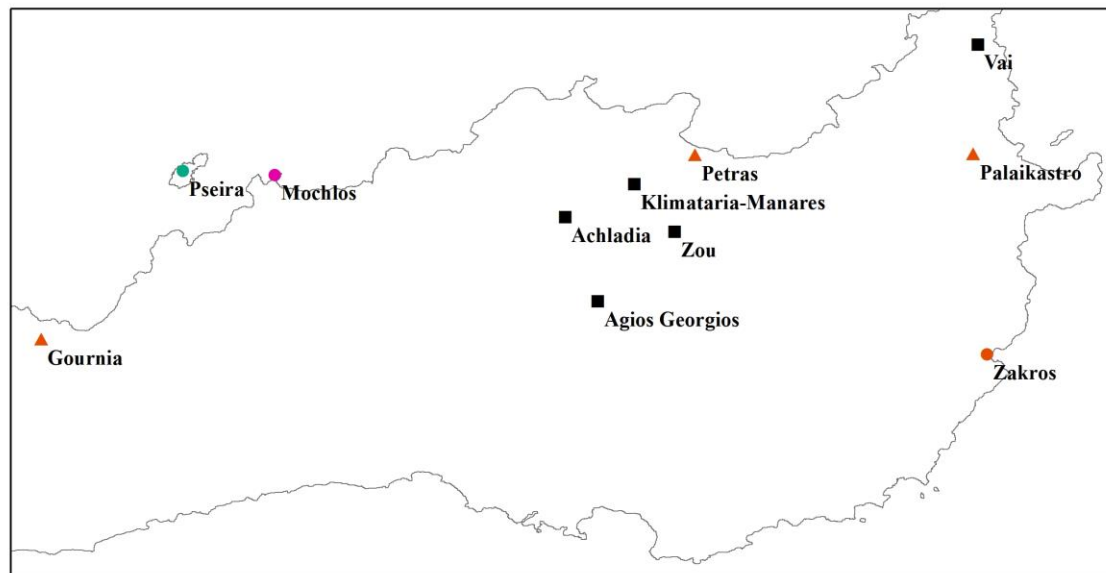 Vai
Petras
Palaikastro
Pseira
Mochlos
Klimataria-Manares
Achladia
Zou
Agios Georgios
Gournia
Zakros